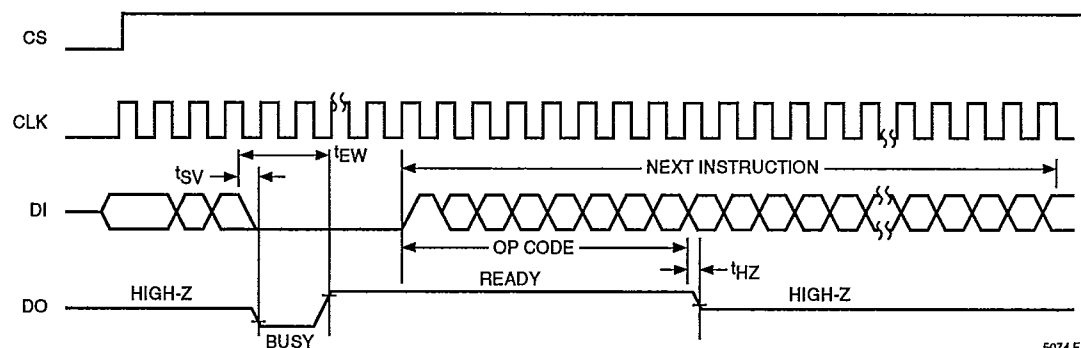 CS
CLK
tEW
tSV
NEXT INSTRUCTION
DI
OP CODE
tHZ
READY
HIGH-Z
HIGH-Z
DO
BUSY